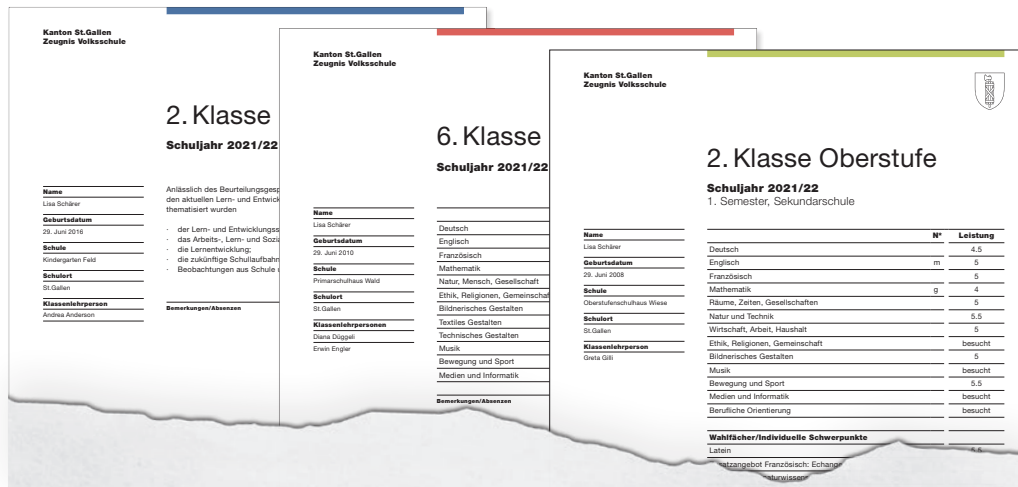 Kanton St.Gallen
Zeugnis Volksschule
2. Klasse
Schuljahr 2021/22
Name
Lisa Schärer
Geburtsdatum
29. Juni 2016
Schule
Kindergarten Feld
Schulort
St.Gallen
Klassenlehrperson
Andrea Anderson
Anlässlich des
den aktuellen Lern- und
thematisiert wurden
· der Lern- und
· das Arbeits-, Lern- und
· die Lernentwicklung;
· die zukünftige
· Beobachtungen aus Schule
Bemerkungen/Absenzen
Kanton St.Gallen
Zeugnis Volksschule
6. Klasse
Schuljahr 2021/22
Name
Lisa Schärer
Geburtsdatum
29. Juni 2010
Schule
Primarschulhaus Wald
Schulort
St.Gallen
Klassenlehrpersonen
Diana Düggeli
Erwin Engler
Deutsch
Englisch
Französisch
Mathematik
Natur, Mensch, Gesellschaft
Ethik, Religionen,
Bildnerisches Gestalten
Textiles Gestalten
Technisches Gestalten
Musik
Bewegung und Sport
Medien und Informatik
Bemerkungen/Absenzen
Kanton St.Gallen
Zeugnis Volksschule
2. Klasse Oberstufe
Schuljahr 2021/22
1. Semester, Sekundarschule
Name
Lisa Schärer
Geburtsdatum
29. Juni 2008
Schule
Oberstufenschulhaus Wiese
Schulort
St.Gallen
Klassenlehrperson
Greta Gilli
N* Leistung
Deutsch 4.5
Englisch m 5
Französisch 5
Mathematik g 4
Räume, Zeiten, Gesellschaften 5
Natur und Technik 5.5
Wirtschaft, Arbeit, Haushalt 5
Ethik, Religionen, Gemeinschaft besucht
Bildnerisches Gestalten 5
Musik besucht
Bewegung und Sport 5.5
Medien und Informatik besucht
Berufliche Orientierung besucht
Wahlfächer/Individuelle Schwerpunkte
Latein 5.5
Französisch: